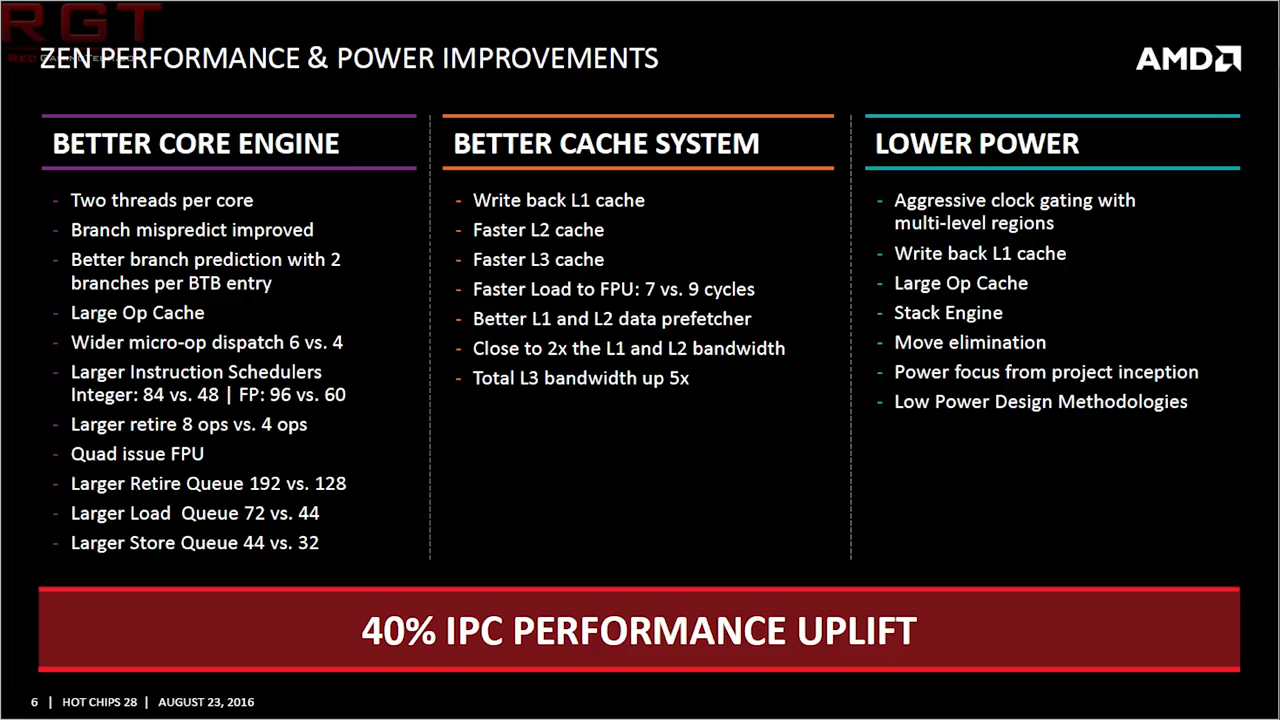 RGT
ZEN PERFORMANCE & POWER IMPROVEMENTS
AMD
BETTER CORE ENGINE
- Two threads per core
- Branch mispredict improved
- Better branch prediction with 2
branches per BTB entry
- Large Op Cache
- Wider micro-op dispatch 6 vs. 4
- Larger Instruction Schedulers
Integer: 84 vs. 48 | FP: 96 vs. 60
- Larger retire 8 ops vs. 4 ops
- Quad issue FPU
- Larger Retire Queue 192 vs. 128
- Larger Load  Queue 72 vs. 44
- Larger Store Queue 44 vs. 32
BETTER CACHE SYSTEM
- Write back L1 cache
- Faster L2 cache
- Faster L3 cache
- Faster Load to FPU: 7 vs. 9 cycles
- Better L1 and L2 data prefetcher
- Close to 2x the L1 and L2 bandwidth
- Total L3 bandwidth up 5x
LOWER POWER
- Aggressive clock gating with
multi-level regions
- Write back L1 cache
- Large Op Cache
- Stack Engine
- Move elimination
- Power focus from project inception
- Low Power Design Methodologies
40% IPC PERFORMANCE UPLIFT
6 | HOT CHIPS 28 | AUGUST 23, 2016